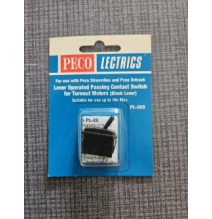 PECO LECTRICS
For use with Peco Streamline and Peco Setrack
Lever Operated Passing Contact Switch
for Turnout Motors (Black Lever)
Suitable for use up to 16v Max.
PL-26B
PL-26